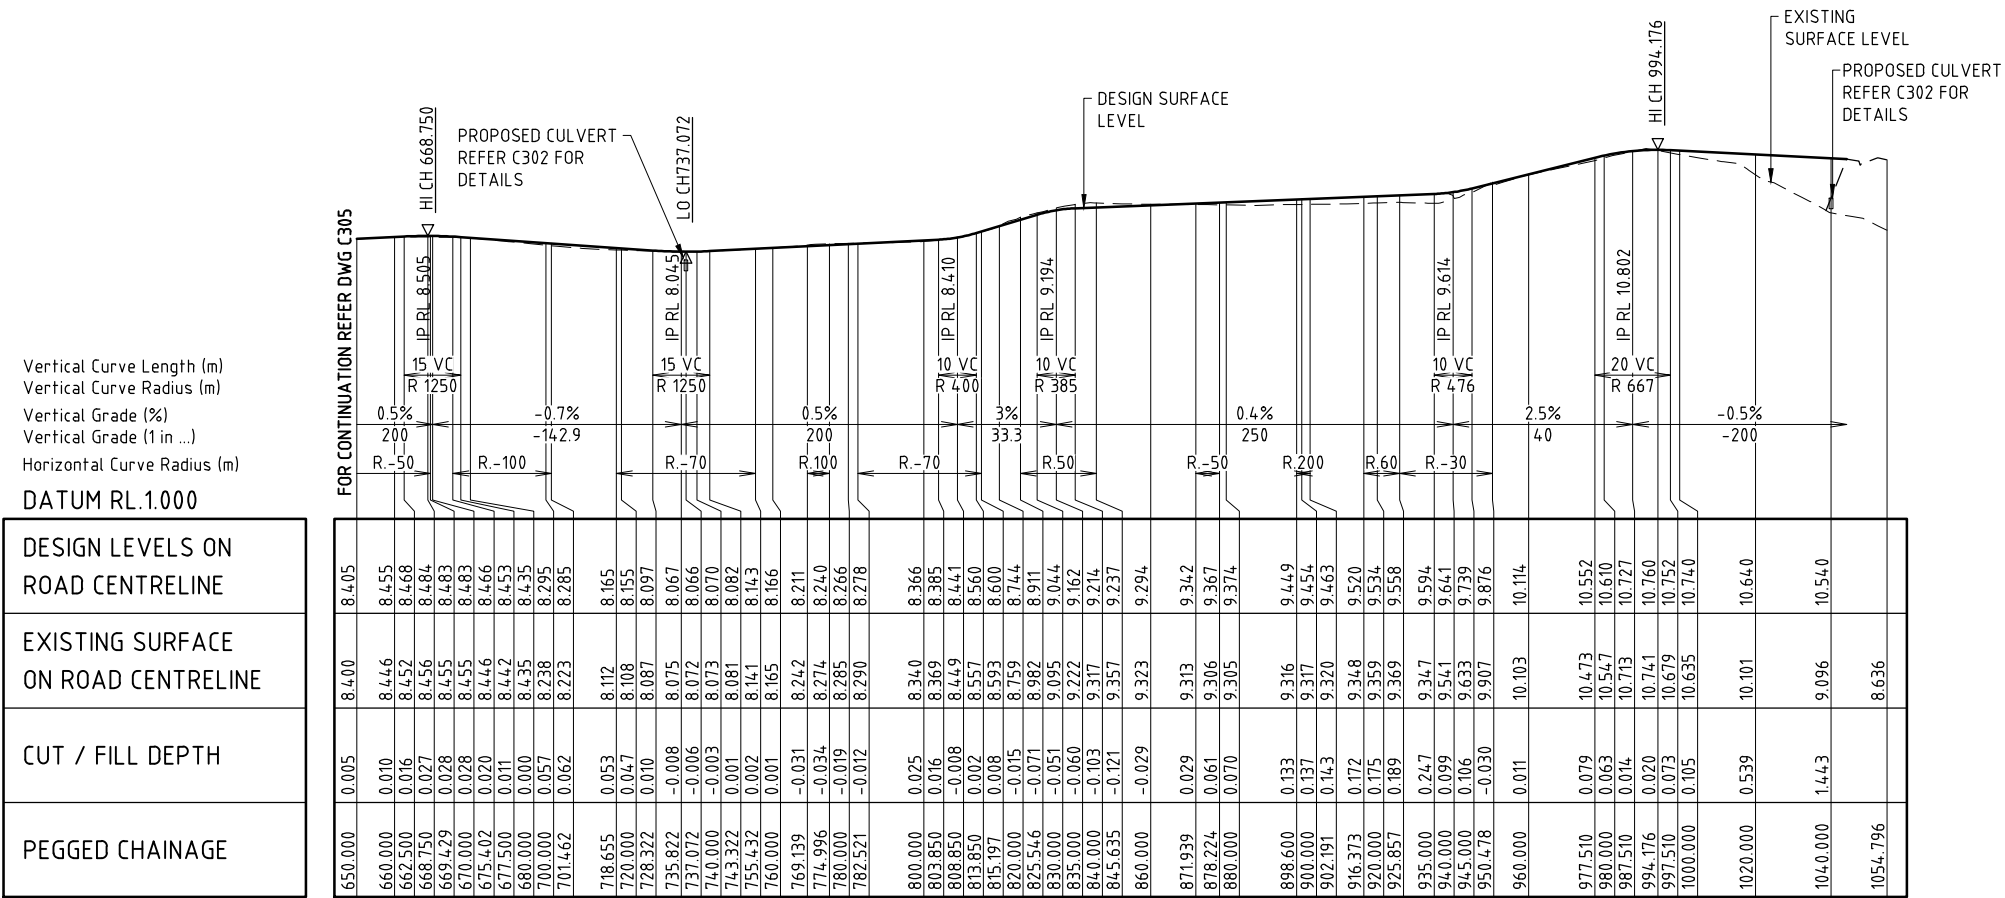 EXISTING
SURFACE LEVEL
PROPOSED CULVERT
REFER C302 FOR
DETAILS
HI CH 994.176
DESIGN SURFACE
LEVEL
HI CH 668.750
PROPOSED CULVERT
REFER C302 FOR
DETAILS
LO CH737.072
FOR CONTINUATION REFER DWG C305
IP RL 8.505
IP RL 8.045
IP RL 8.410
IP RL 9.194
IP RL 9.614
IP RL 10.802
Vertical Curve Length (m)
15 VC 15 VC 10 VC 10 VC 10 VC 20 VC
Vertical Curve Radius (m)
R 1250 R 1250 R 400 R 385 R 476 R 667
Vertical Grade (%)
0.5% -0.7% 0.5% 3% 0.4% 2.5% -0.5%
Vertical Grade (1 in ...)
200 -142.9 200 33.3 250 40 -200
Horizontal Curve Radius (m)
R.-50 R.-100 R.-70 R.100 R.-70 R.50 R.-50 R.200 R.60 R.-30
DATUM RL.1.000
DESIGN LEVELS ON
ROAD CENTRELINE
8.405 8.455 8.468 8.484 8.483 8.483 8.466 8.453 8.435 8.295 8.285 8.165 8.155 8.097 8.067 8.066 8.070 8.082 8.143 8.166 8.211 8.240 8.266 8.278 8.366 8.385 8.441 8.560 8.600 8.744 8.911 9.044 9.162 9.214 9.237 9.294 9.342 9.367 9.374 9.449 9.454 9.463 9.520 9.534 9.558 9.594 9.641 9.739 9.876 10.114 10.552 10.610 10.727 10.760 10.752 10.740 10.640 10.540
EXISTING SURFACE
ON ROAD CENTRELINE
8.400 8.446 8.452 8.456 8.455 8.455 8.446 8.442 8.435 8.238 8.223 8.112 8.108 8.087 8.075 8.072 8.073 8.081 8.141 8.165 8.242 8.274 8.285 8.290 8.340 8.369 8.449 8.557 8.593 8.759 8.982 9.095 9.222 9.317 9.357 9.323 9.313 9.306 9.305 9.316 9.317 9.320 9.348 9.359 9.369 9.347 9.541 9.633 9.907 10.103 10.473 10.547 10.713 10.741 10.679 10.635 10.101 9.096 8.636
CUT / FILL DEPTH
0.005 0.010 0.016 0.027 0.028 0.028 0.020 0.011 0.000 0.057 0.062 0.053 0.047 0.010 -0.008 -0.006 -0.003 0.001 0.002 0.001 -0.031 -0.034 -0.019 -0.012 0.025 0.016 -0.008 0.002 0.008 -0.015 -0.071 -0.051 -0.060 -0.103 -0.121 -0.029 0.029 0.061 0.070 0.133 0.137 0.143 0.172 0.175 0.189 0.247 0.099 0.106 -0.030 0.011 0.079 0.063 0.014 0.020 0.073 0.105 0.539 1.443
PEGGED CHAINAGE
650.000 660.000 662.500 668.750 669.429 670.000 675.402 677.500 680.000 700.000 701.462 718.655 720.000 728.322 735.822 737.072 740.000 743.322 755.432 760.000 769.139 774.996 780.000 782.521 800.000 803.850 808.850 813.850 815.197 820.000 825.546 830.000 835.000 840.000 845.635 860.000 871.939 878.224 880.000 898.600 900.000 902.191 916.373 920.000 925.857 935.000 940.000 945.000 950.478 960.000 977.510 980.000 987.510 994.176 997.510 1000.000 1020.000 1040.000 1054.796